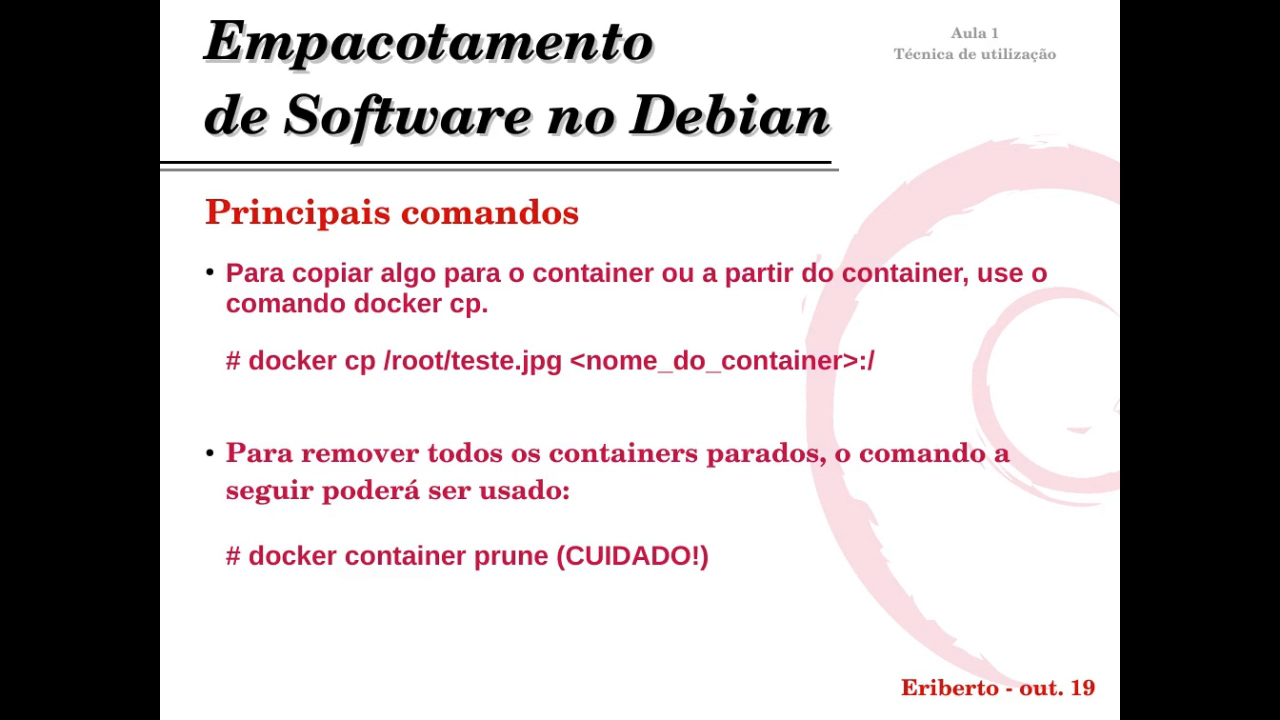 Empacotamento
de Software no Debian
Aula 1
Técnica de utilização
Principais comandos
• Para copiar algo para o container ou a partir do container, use o
comando docker cp.
# docker cp /root/teste.jpg <nome_do_container>:/
• Para remover todos os containers parados, o comando a
seguir poderá ser usado:
# docker container prune (CUIDADO!)
Eriberto - out. 19